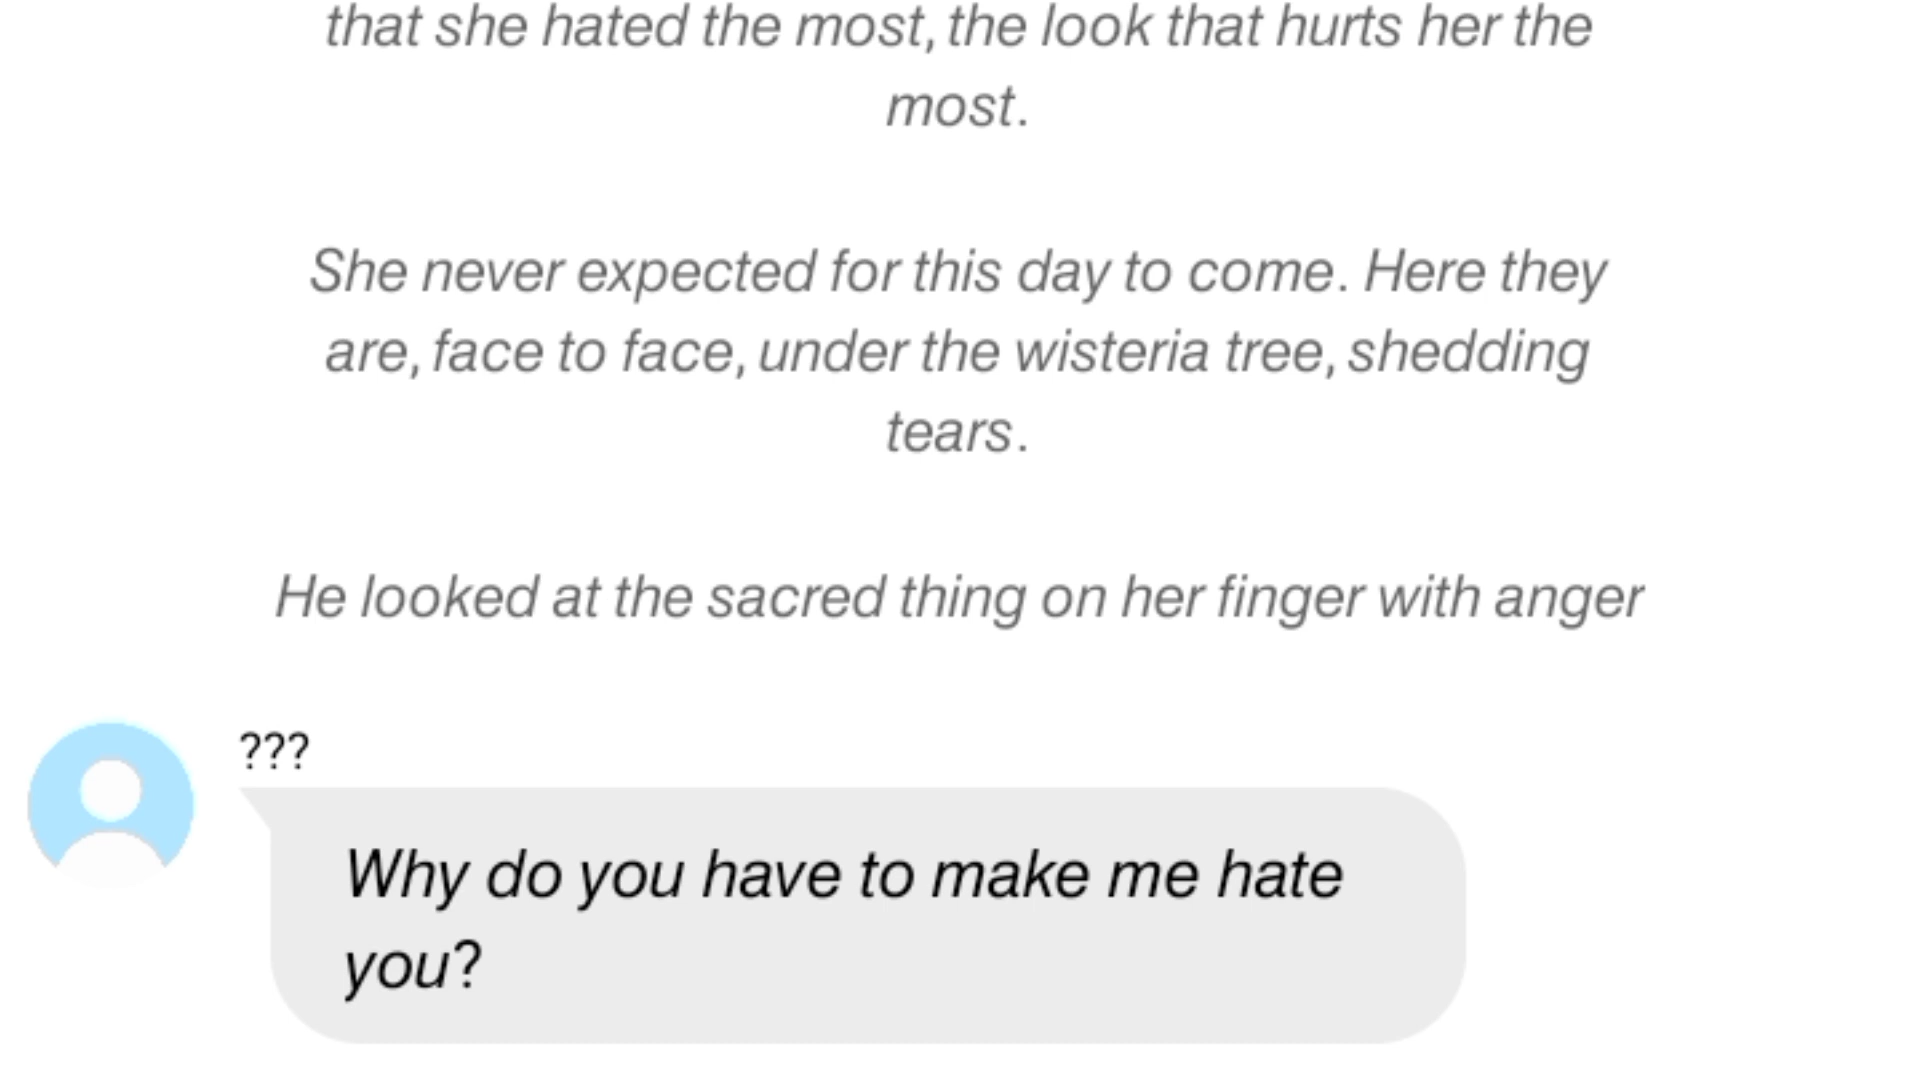 that she hated the most, the look that hurts her the
most.
She never expected for this day to come. Here they
are, face to face, under the wisteria tree, shedding
tears.
He looked at the sacred thing on her finger with anger
???
Why do you have to make me hate
you?